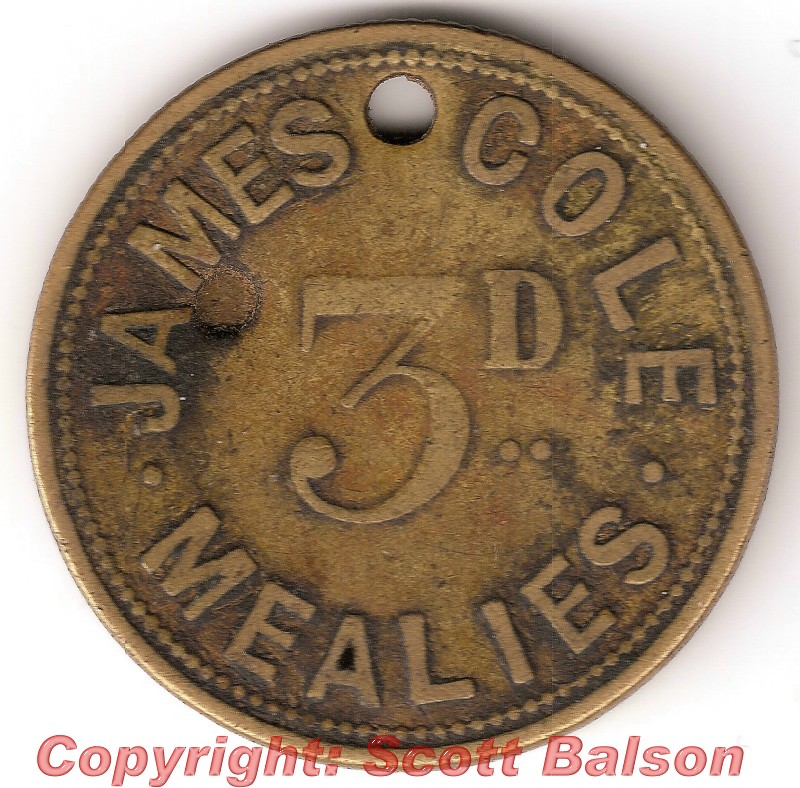 JAMES COLE
3D
· MEALIES ·
Copyright: Scott Balson